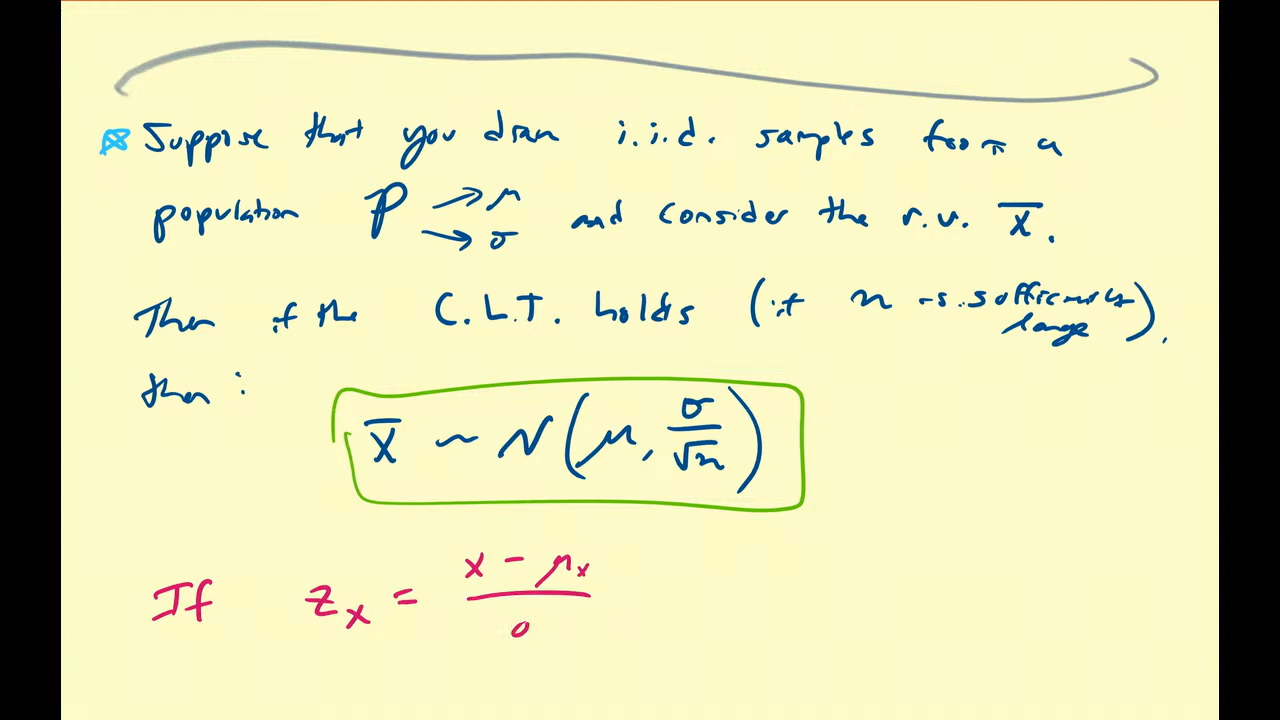 Suppose that you draw i.i.d. samples from a
population P → μ → σ and consider the r.v. X̄.
Then if the C.L.T. holds (if n is sufficiently large),
then:
X̄ ~ N(μ, σ/√n)
If z_x = (x - μ_x)/σ